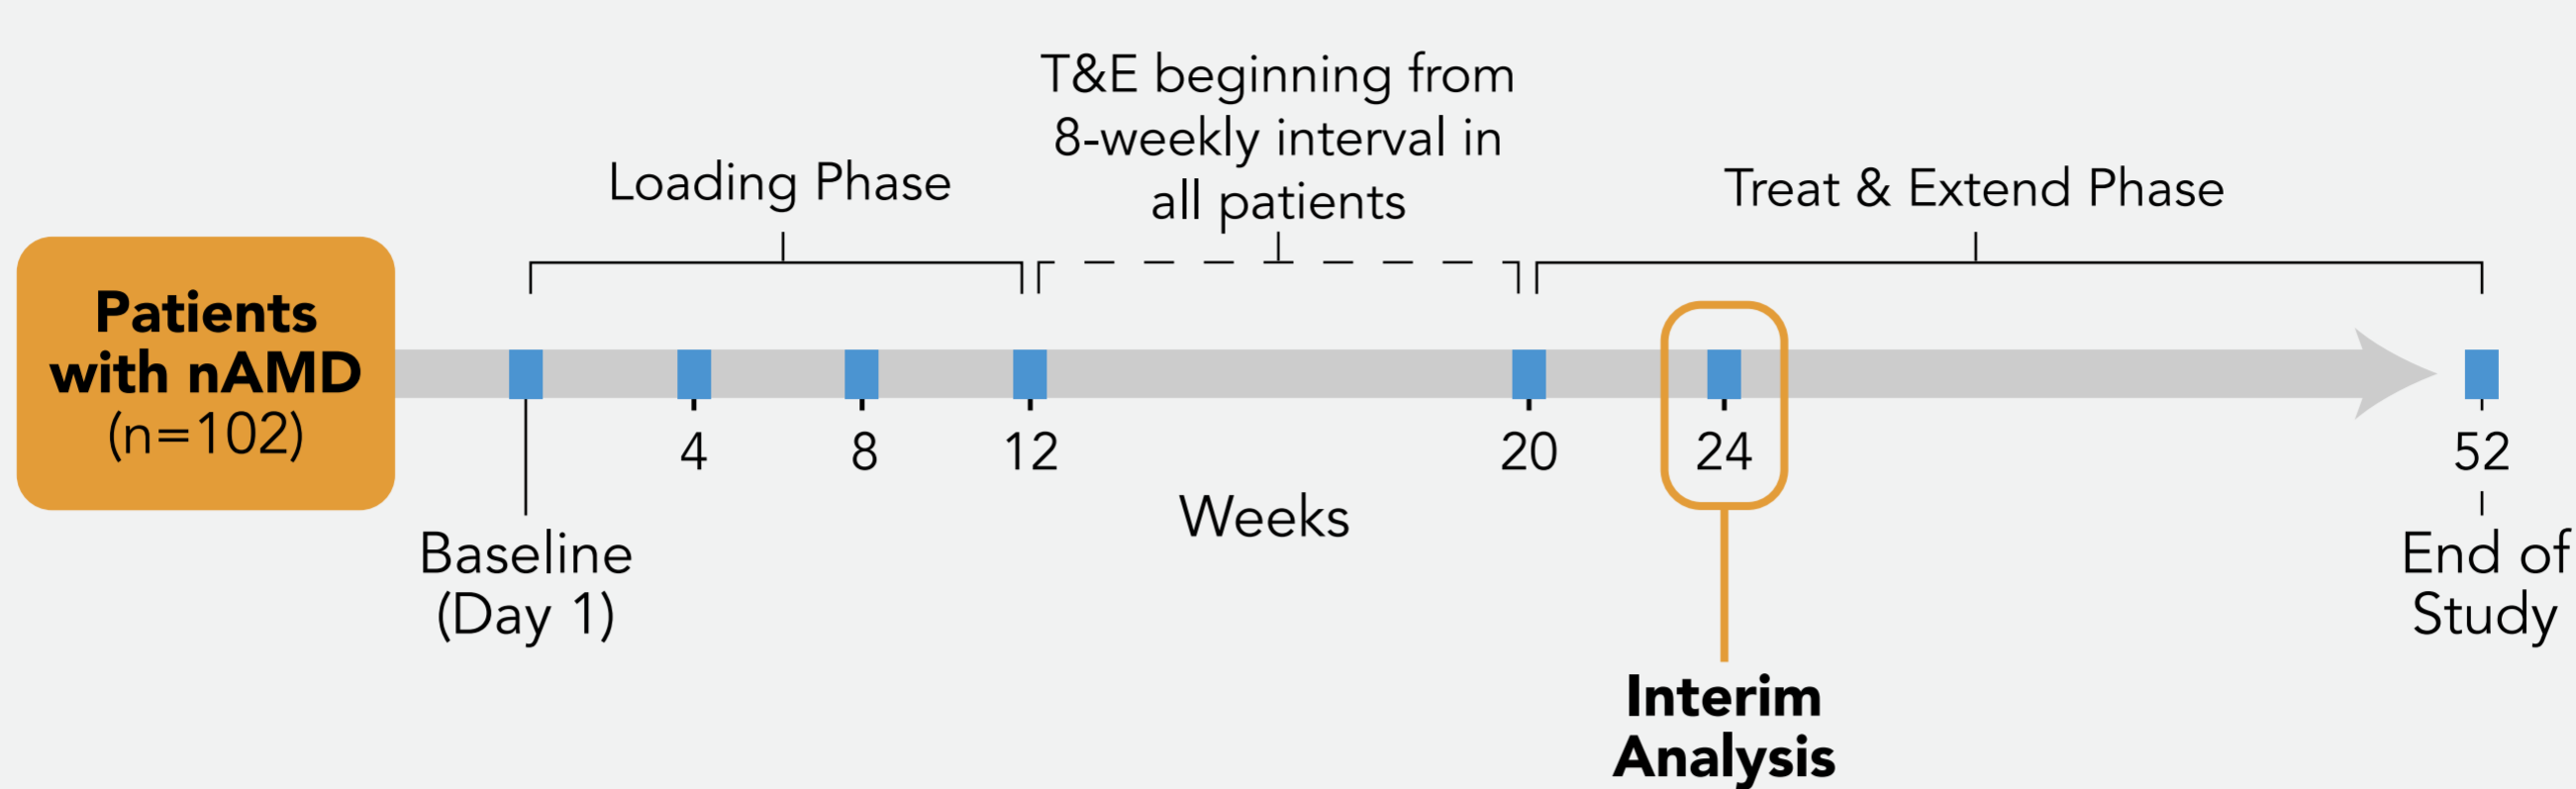 T&E beginning from
8-weekly interval in
all patients
Loading Phase
Treat & Extend Phase
Patients
with nAMD
(n=102)
4
8
12
20
24
52
Weeks
Baseline
(Day 1)
End of
Study
Interim
Analysis